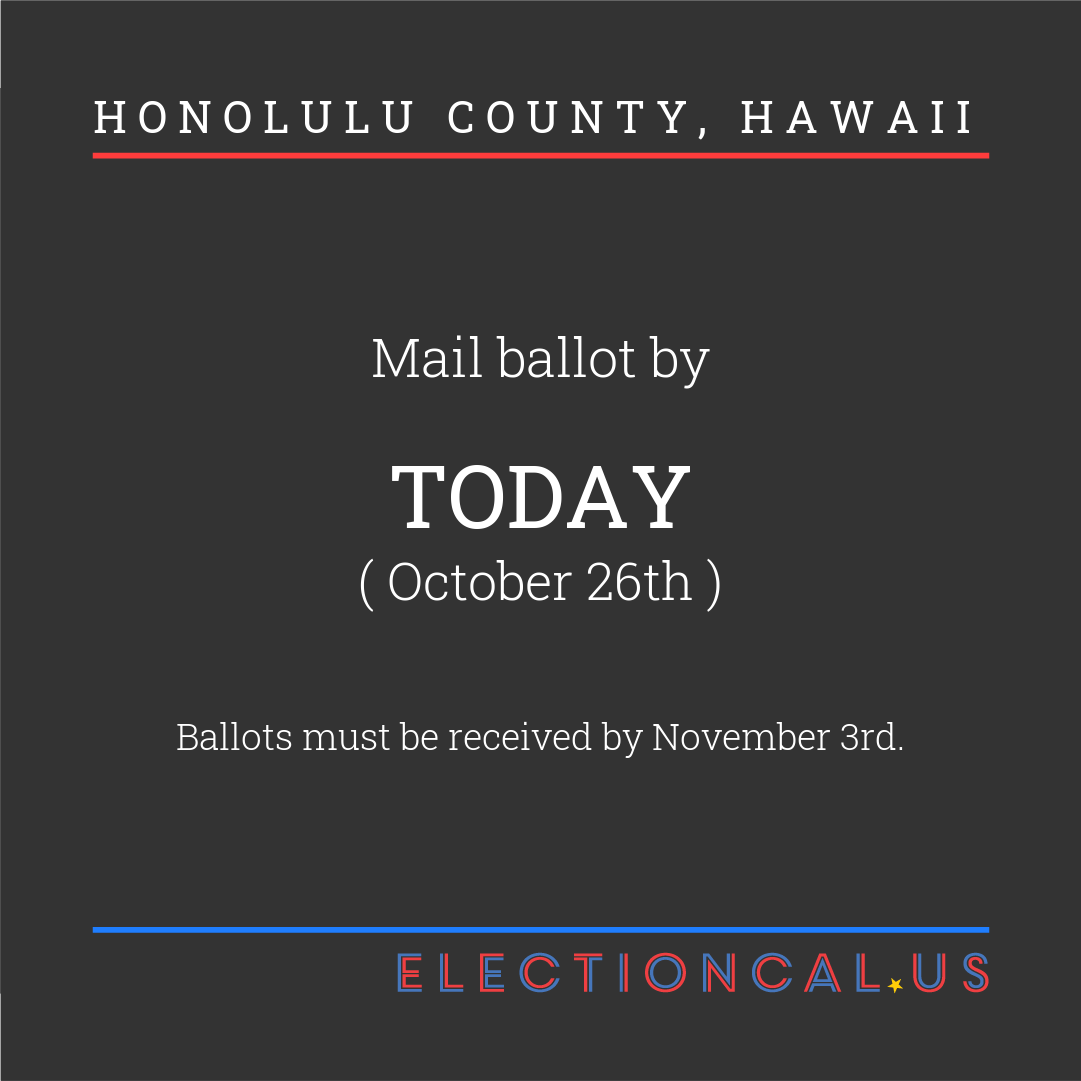 HONOLULU COUNTY, HAWAII
Mail ballot by
TODAY
( October 26th )
Ballots must be received by November 3rd.
ELECTIONCAL.US